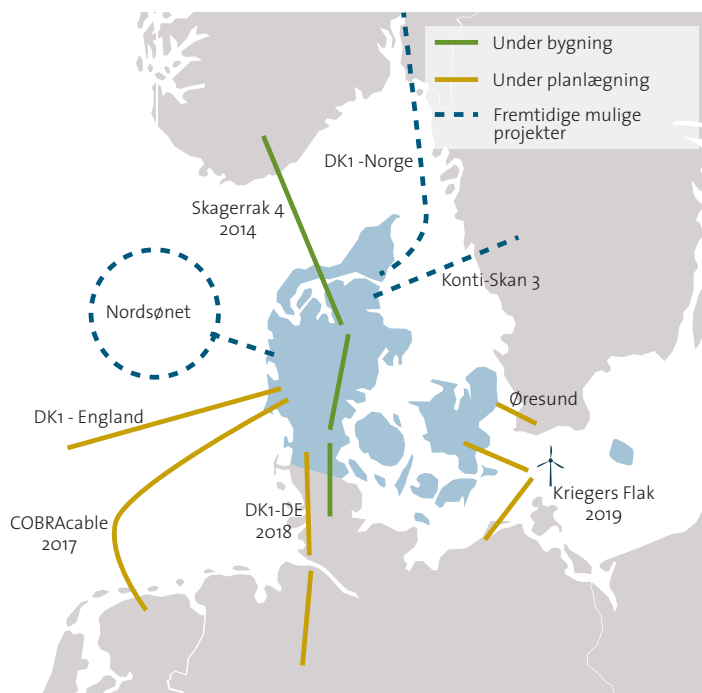 Under bygning
Under planlægning
Fremtidige mulige
projekter
DK1 -Norge
Skagerrak 4
2014
Konti-Skan 3
Nordsønet
DK1 - England
Øresund
COBRAcable
2017
DK1-DE
2018
Kriegers Flak
2019